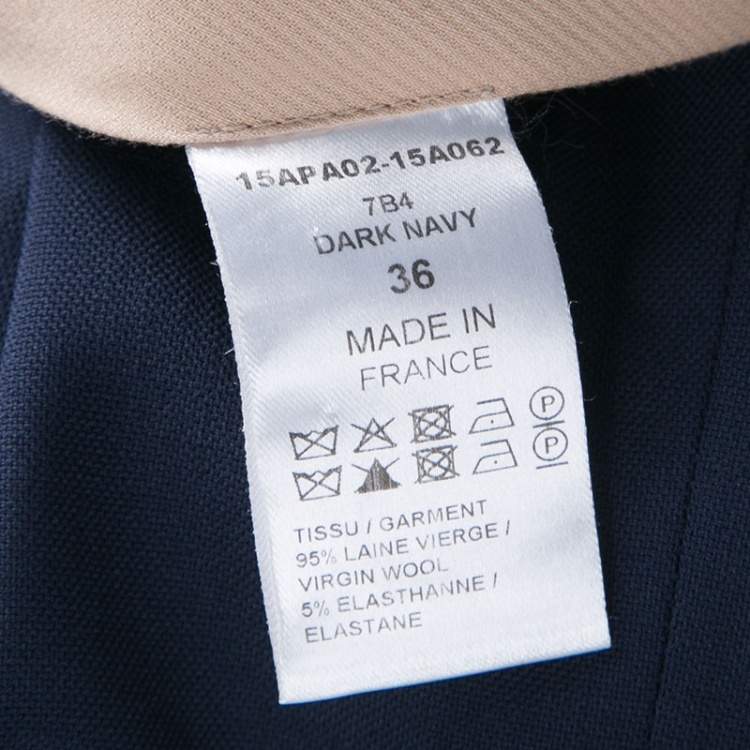 15APA02-15A062
7B4
DARK NAVY
36
MADE IN
FRANCE
P
P
TISSU / GARMENT
95% LAINE VIERGE /
VIRGIN WOOL
5% ELASTHANNE /
ELASTANE